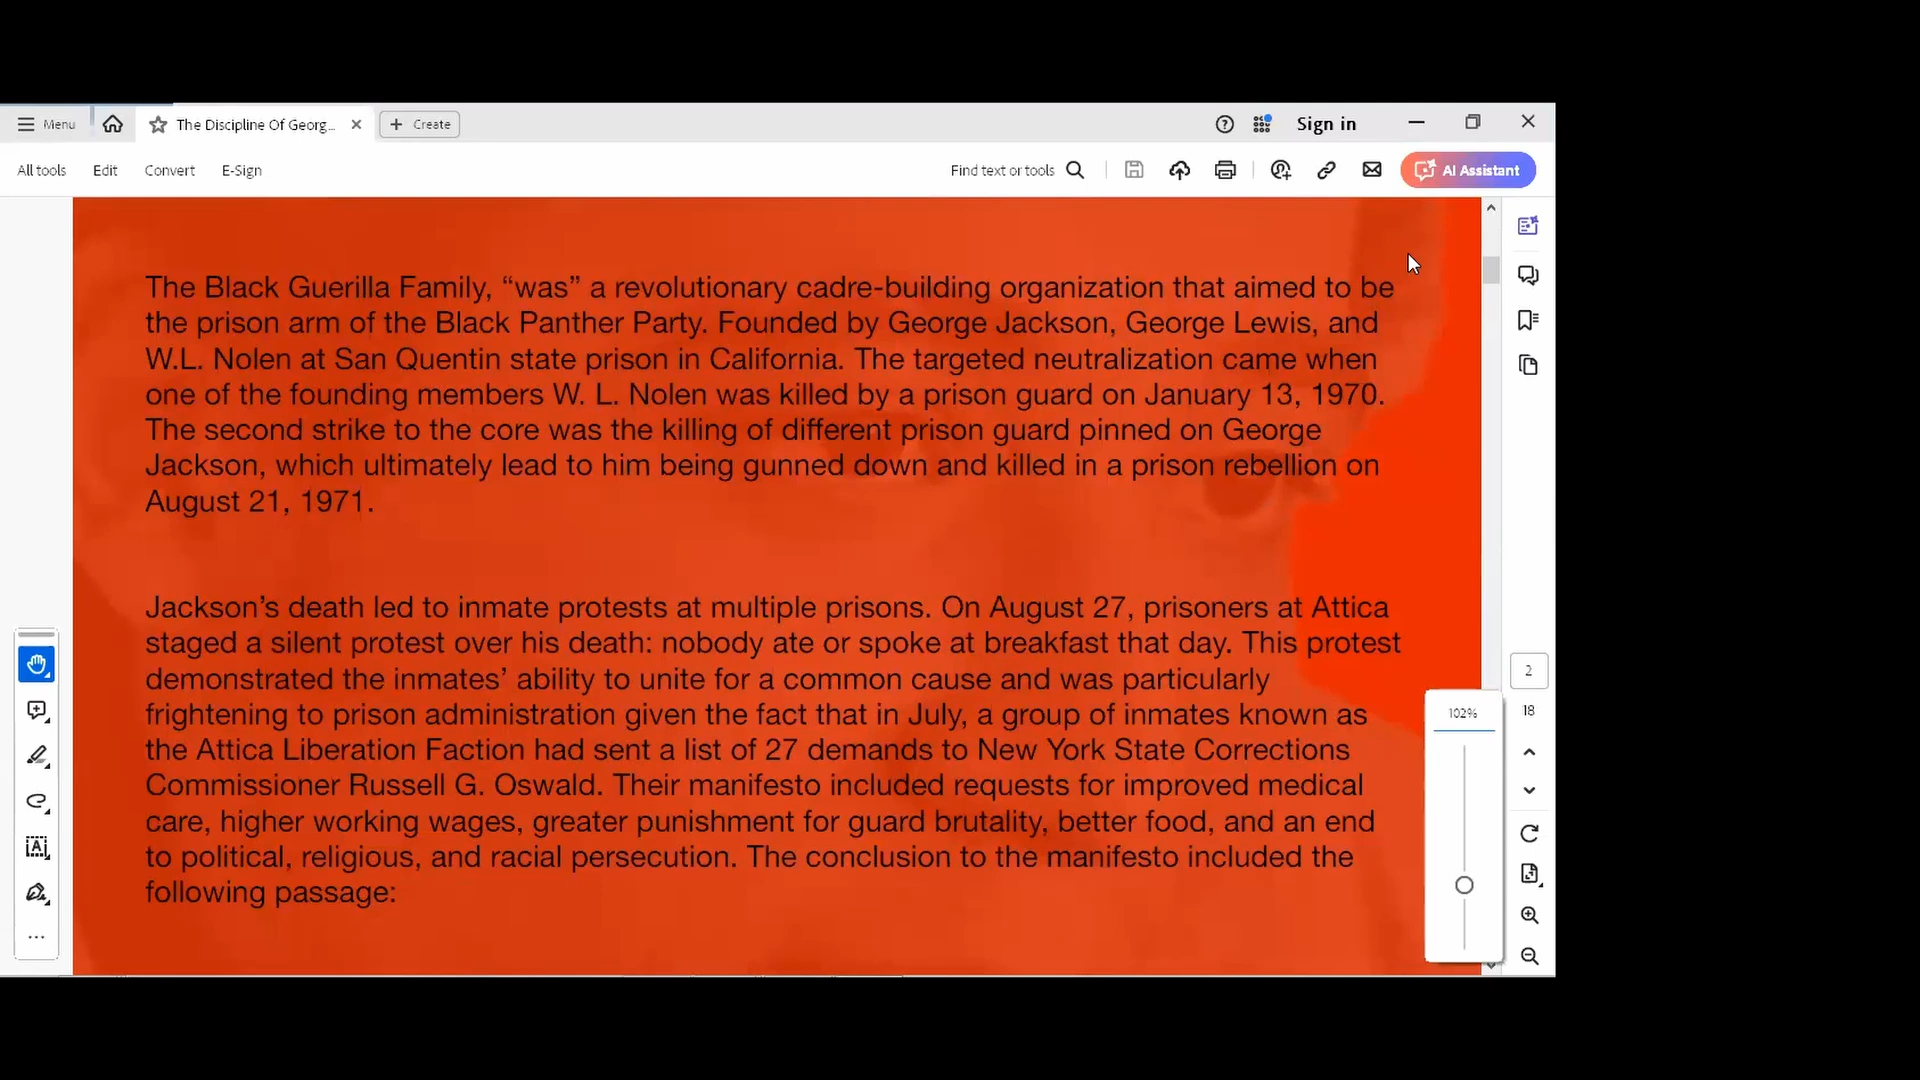 Menu
The Discipline Of Georg...
Create
Sign in
All tools
Edit
Convert
E-Sign
Find text or tools
AI Assistant
The Black Guerilla Family, “was” a revolutionary cadre-building organization that aimed to be
the prison arm of the Black Panther Party. Founded by George Jackson, George Lewis, and
W.L. Nolen at San Quentin state prison in California. The targeted neutralization came when
one of the founding members W. L. Nolen was killed by a prison guard on January 13, 1970.
The second strike to the core was the killing of different prison guard pinned on George
Jackson, which ultimately lead to him being gunned down and killed in a prison rebellion on
August 21, 1971.
Jackson’s death led to inmate protests at multiple prisons. On August 27, prisoners at Attica
staged a silent protest over his death: nobody ate or spoke at breakfast that day. This protest
demonstrated the inmates’ ability to unite for a common cause and was particularly
frightening to prison administration given the fact that in July, a group of inmates known as
the Attica Liberation Faction had sent a list of 27 demands to New York State Corrections
Commissioner Russell G. Oswald. Their manifesto included requests for improved medical
care, higher working wages, greater punishment for guard brutality, better food, and an end
to political, religious, and racial persecution. The conclusion to the manifesto included the
following passage:
2
18
102%